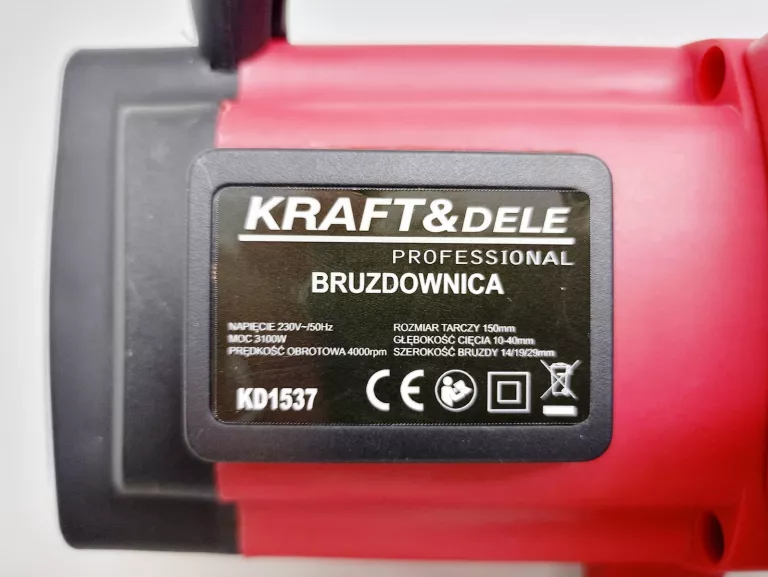 KRAFT&DELE
PROFESSIONAL
BRUZDOWNICA
NAPIĘCIE 230V~/50Hz
MOC 3100W
PRĘDKOŚĆ OBROTOWA 4000rpm
ROZMIAR TARCZY 150mm
GŁĘBOKOŚĆ CIĘCIA 10-40mm
SZEROKOŚĆ BRUZDY 14/19/29mm
KD1537
CE CE